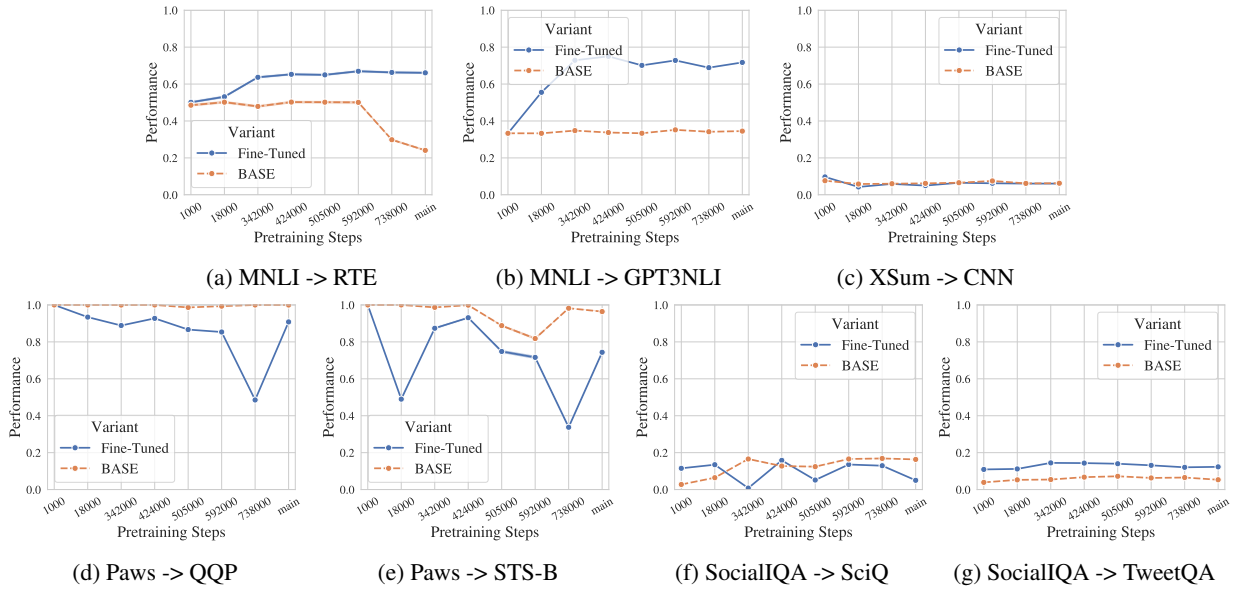 1.0
0.8
0.6
0.4
0.2
0.0
Performance
Variant
Fine-Tuned
BASE
1000
18000
342000
424000
505000
592000
738000
main
Pretraining Steps
(a) MNLI -> RTE
1.0
0.8
0.6
0.4
0.2
0.0
Performance
Variant
Fine-Tuned
BASE
1000
18000
342000
424000
505000
592000
738000
main
Pretraining Steps
(b) MNLI -> GPT3NLI
1.0
0.8
0.6
0.4
0.2
0.0
Performance
Variant
Fine-Tuned
BASE
1000
18000
342000
424000
505000
592000
738000
main
Pretraining Steps
(c) XSum -> CNN
1.0
0.8
0.6
0.4
0.2
0.0
Performance
Variant
Fine-Tuned
BASE
1000
18000
342000
424000
505000
592000
738000
main
Pretraining Steps
(d) Paws -> QQP
1.0
0.8
0.6
0.4
0.2
0.0
Performance
Variant
Fine-Tuned
BASE
1000
18000
342000
424000
505000
592000
738000
main
Pretraining Steps
(e) Paws -> STS-B
1.0
0.8
0.6
0.4
0.2
0.0
Performance
Variant
Fine-Tuned
BASE
1000
18000
342000
424000
505000
592000
738000
main
Pretraining Steps
(f) SocialIQA -> SciQ
1.0
0.8
0.6
0.4
0.2
0.0
Performance
Variant
Fine-Tuned
BASE
1000
18000
342000
424000
505000
592000
738000
main
Pretraining Steps
(g) SocialIQA -> TweetQA